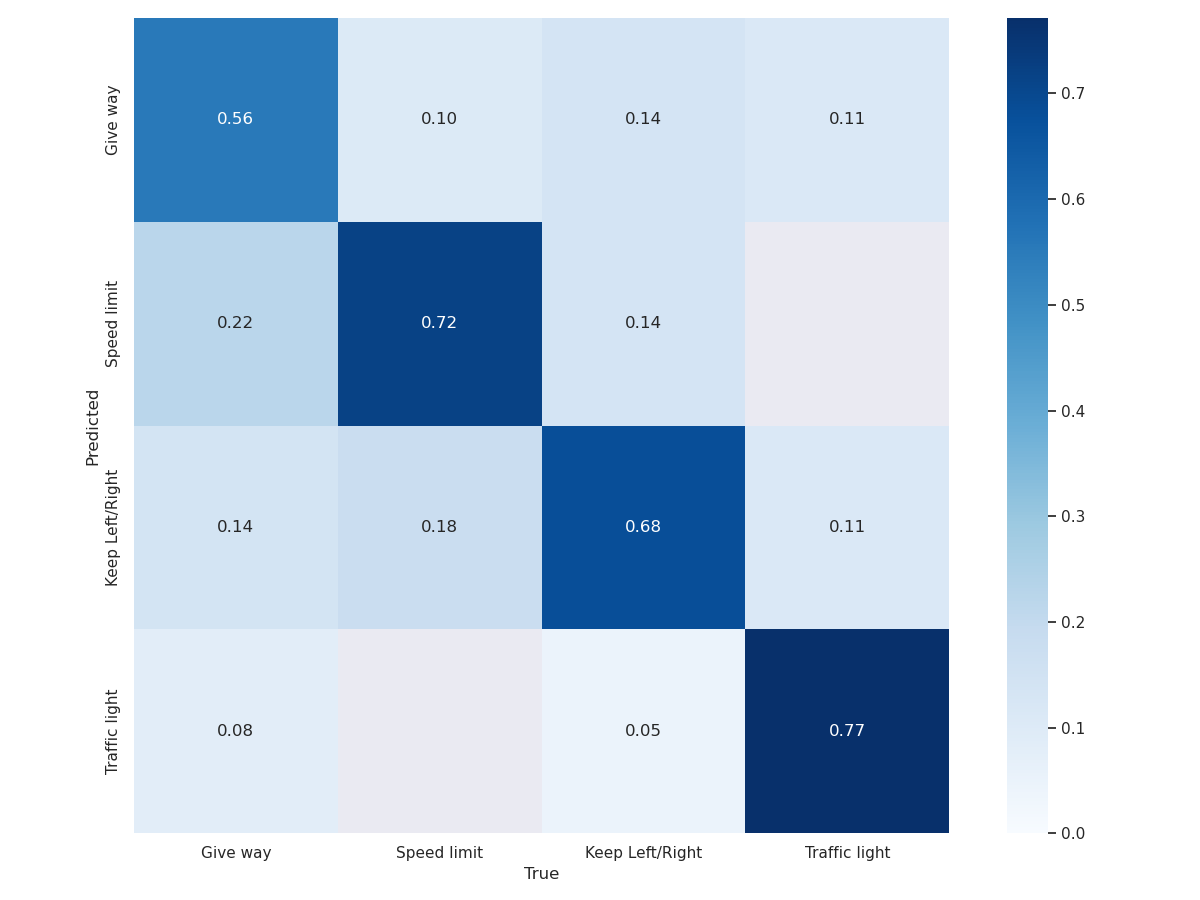 Predicted
Give way
Speed limit
Keep Left/Right
Traffic light
0.56 0.10 0.14 0.11
0.22 0.72 0.14
0.14 0.18 0.68 0.11
0.08 0.05 0.77
Give way Speed limit Keep Left/Right Traffic light
True
0.7
0.6
0.5
0.4
0.3
0.2
0.1
0.0